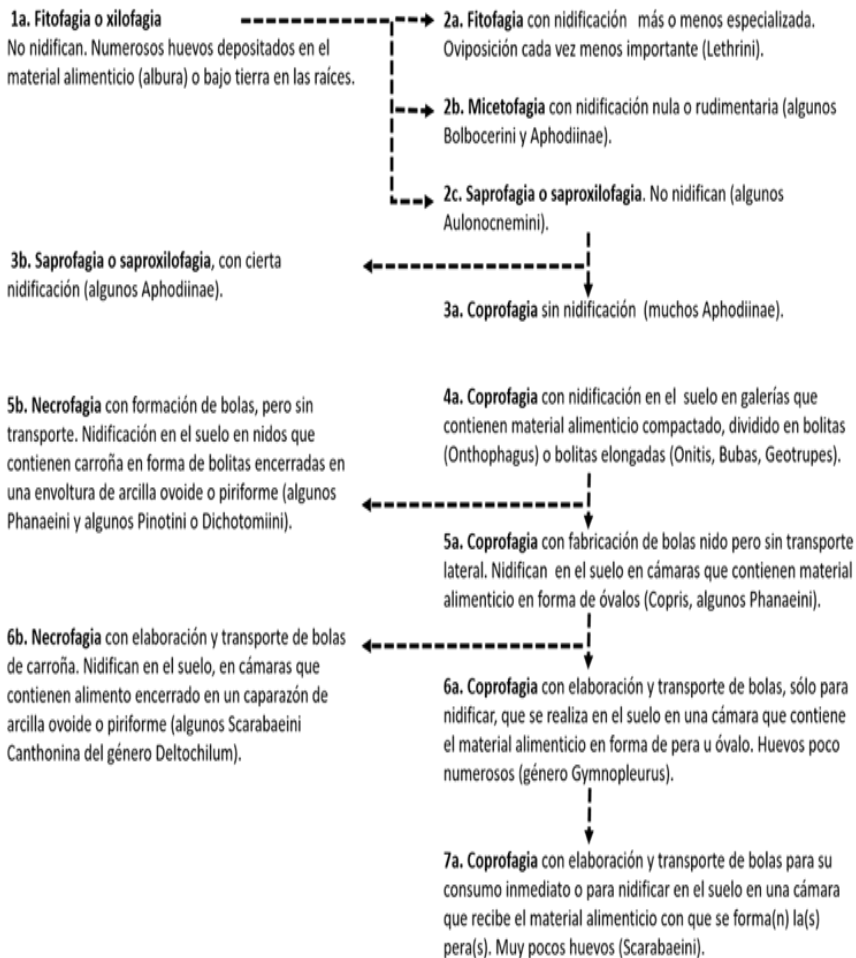 1a. Fitofagia o xilofagia
No nidifican. Numerosos huevos depositados en el
material alimenticio (albura) o bajo tierra en las raíces.
2a. Fitofagia con nidificación más o menos especializada.
Oviposición cada vez menos importante (Lethrini).
2b. Micetofagia con nidificación nula o rudimentaria (algunos
Bolbocerini y Aphodiinae).
2c. Saprofagia o saproxilofagia. No nidifican (algunos
Aulonocnemini).
3b. Saprofagia o saproxilofagia, con cierta
nidificación (algunos Aphodiinae).
3a. Coprofagia sin nidificación (muchos Aphodiinae).
4a. Coprofagia con nidificación en el suelo en galerías que
contienen material alimenticio compactado, dividido en bolitas
(Onthophagus) o bolitas elongadas (Onitis, Bubas, Geotrupes).
5b. Necrofagia con formación de bolas, pero sin
transporte. Nidificación en el suelo en nidos que
contienen carroña en forma de bolitas encerradas en
una envoltura de arcilla ovoide o piriforme (algunos
Phanaeini y algunos Pinotini o Dichotomiini).
5a. Coprofagia con fabricación de bolas nido pero sin transporte
lateral. Nidifican en el suelo en cámaras que contienen material
alimenticio en forma de óvalos (Copris, algunos Phanaeini).
6b. Necrofagia con elaboración y transporte de bolas
de carroña. Nidifican en el suelo, en cámaras que
contienen alimento encerrado en un caparazón de
arcilla ovoide o piriforme (algunos Scarabaeini
Canthonina del género Deltochilum).
6a. Coprofagia con elaboración y transporte de bolas, sólo para
nidificar, que se realiza en el suelo en una cámara que contiene
el material alimenticio en forma de pera u óvalo. Huevos poco
numerosos (género Gymnopleurus).
7a. Coprofagia con elaboración y transporte de bolas para su
consumo inmediato o para nidificar en el suelo en una cámara
que recibe el material alimenticio con que se forma(n) la(s)
pera(s). Muy pocos huevos (Scarabaeini).